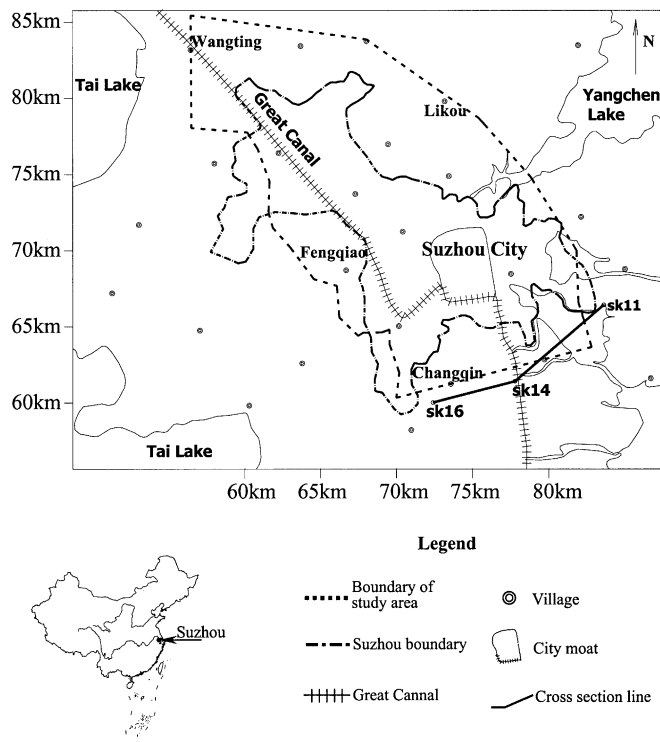 85km
80km
75km
70km
65km
60km
60km
65km
70km
75km
80km
Wangting
N
Tai Lake
Great Canal
Likou
Yangchen
Lake
Fengqiao
Suzhou City
sk11
Changqin
sk14
sk16
Tai Lake
Legend
Boundary of
study area
Village
Suzhou boundary
City moat
Great Cannal
Cross section line
Suzhou